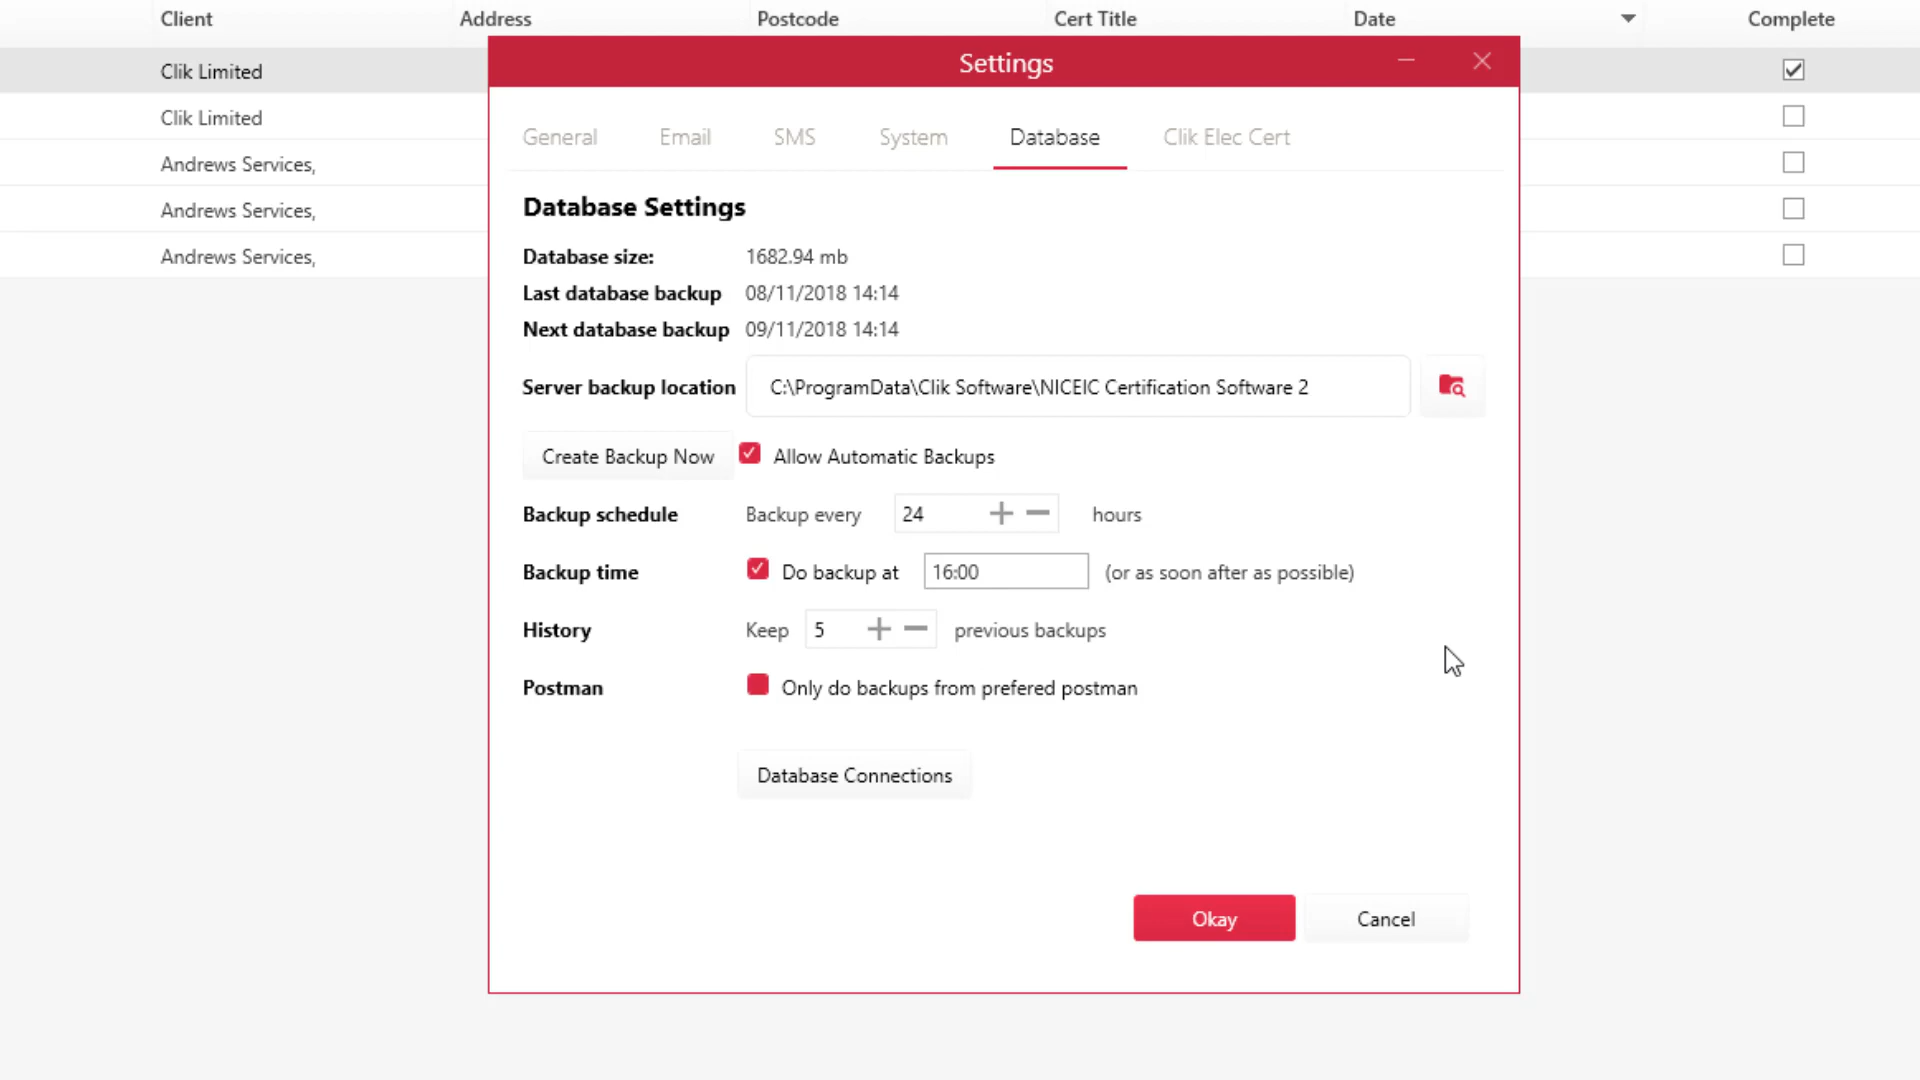 Client Address Postcode Cert Title Date Complete
Settings
Clik Limited
Clik Limited
Andrews Services,
Andrews Services,
Andrews Services,
General Email SMS System Database Clik Elec Cert
Database Settings
Database size: 1682.94 mb
Last database backup 08/11/2018 14:14
Next database backup 09/11/2018 14:14
Server backup location C:\ProgramData\Clik Software\NICEIC Certification Software 2
Create Backup Now Allow Automatic Backups
Backup schedule Backup every 24 hours
Backup time Do backup at 16:00 (or as soon after as possible)
History Keep 5 previous backups
Postman Only do backups from prefered postman
Database Connections
Okay Cancel